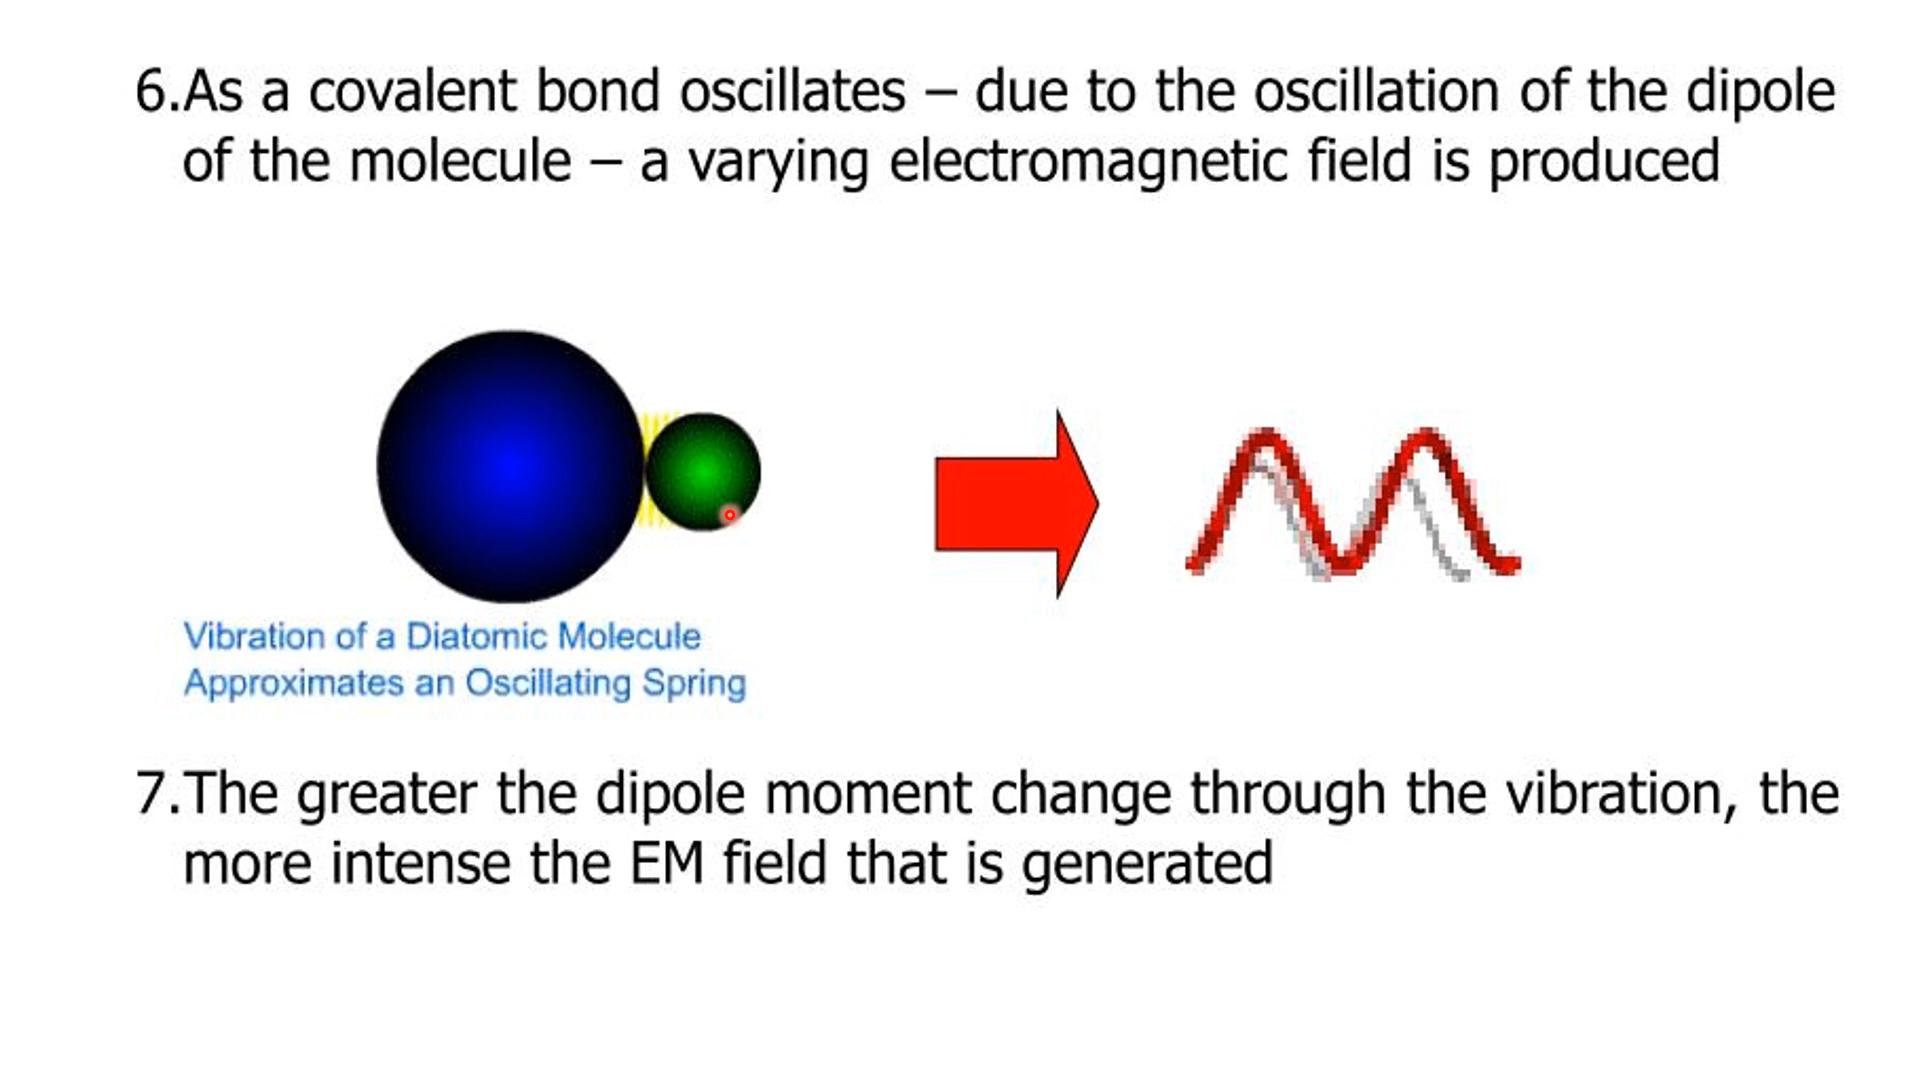 6.As a covalent bond oscillates – due to the oscillation of the dipole
of the molecule – a varying electromagnetic field is produced
Vibration of a Diatomic Molecule
Approximates an Oscillating Spring
7.The greater the dipole moment change through the vibration, the
more intense the EM field that is generated